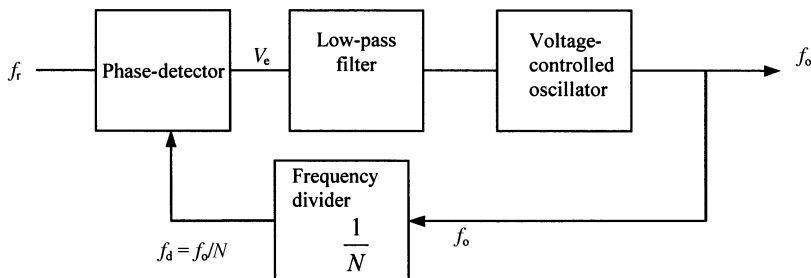 f_r
Phase-detector
V_e
Low-pass
filter
Voltage-
controlled
oscillator
f_o
Frequency
divider
1
N
f_d = f_o/N
f_o